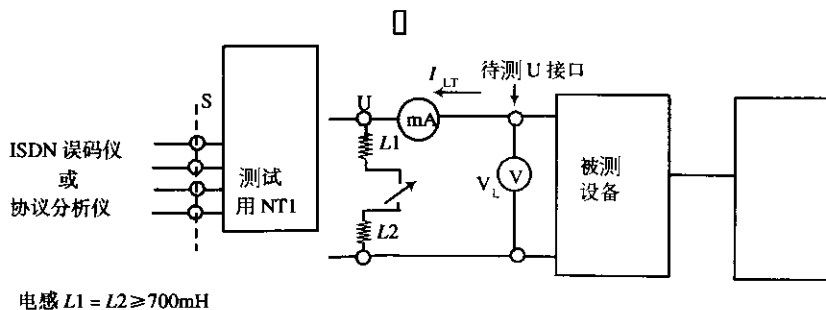 I_LT
待测 U 接口
S
U
mA
L1
ISDN 误码仪
或
协议分析仪
测试
用 NT1
V_L
V
被测
设备
L2
电感 L1 = L2≥700mH